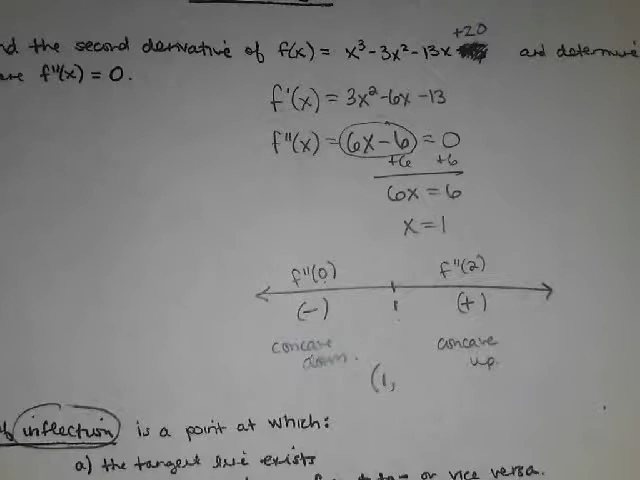 nd the second derivative of f(x) = x³ - 3x² - 13x +20 and determine
ere f"(x) = 0.
f'(x) = 3x² - 6x - 13
f"(x) = 6x - 6 = 0
+6 +6
6x = 6
x = 1
f"(0) f"(2)
(-) 1 (+)
concave down. concave up.
(1,
of inflection is a point at which:
a) the tangent line exists
or vice versa.